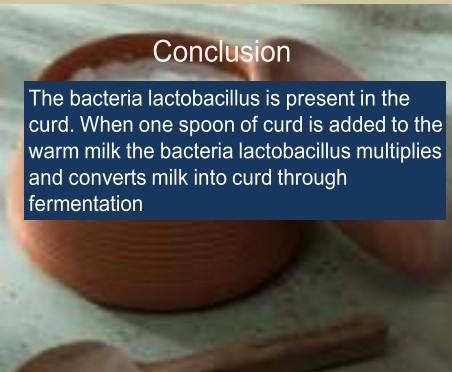 Conclusion
The bacteria lactobacillus is present in the
curd. When one spoon of curd is added to the
warm milk the bacteria lactobacillus multiplies
and converts milk into curd through
fermentation